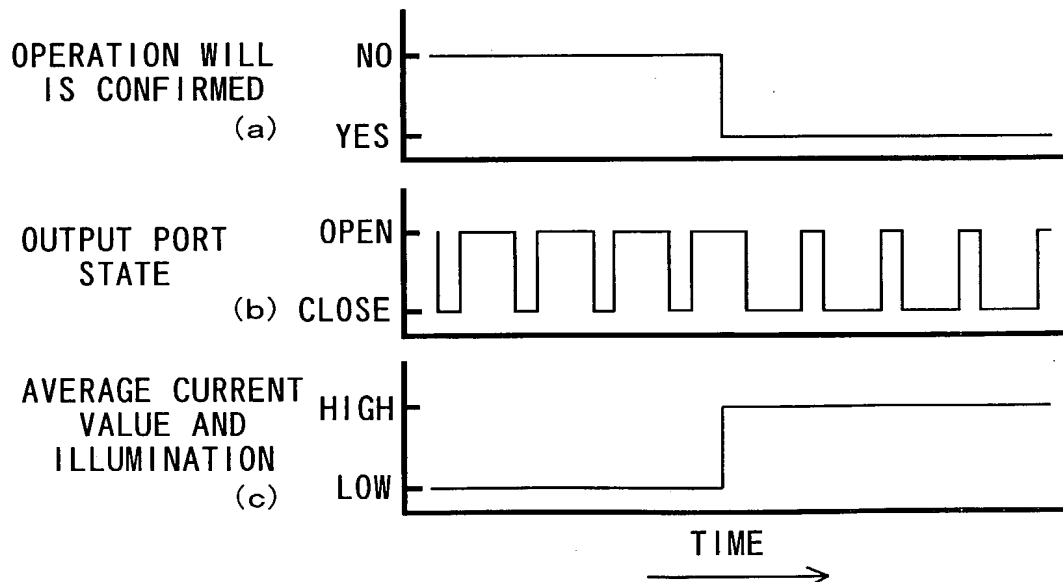 OPERATION WILL
IS CONFIRMED
(a)
NO
YES
OUTPUT PORT
STATE
(b)
OPEN
CLOSE
AVERAGE CURRENT
VALUE AND
ILLUMINATION
(c)
HIGH
LOW
TIME